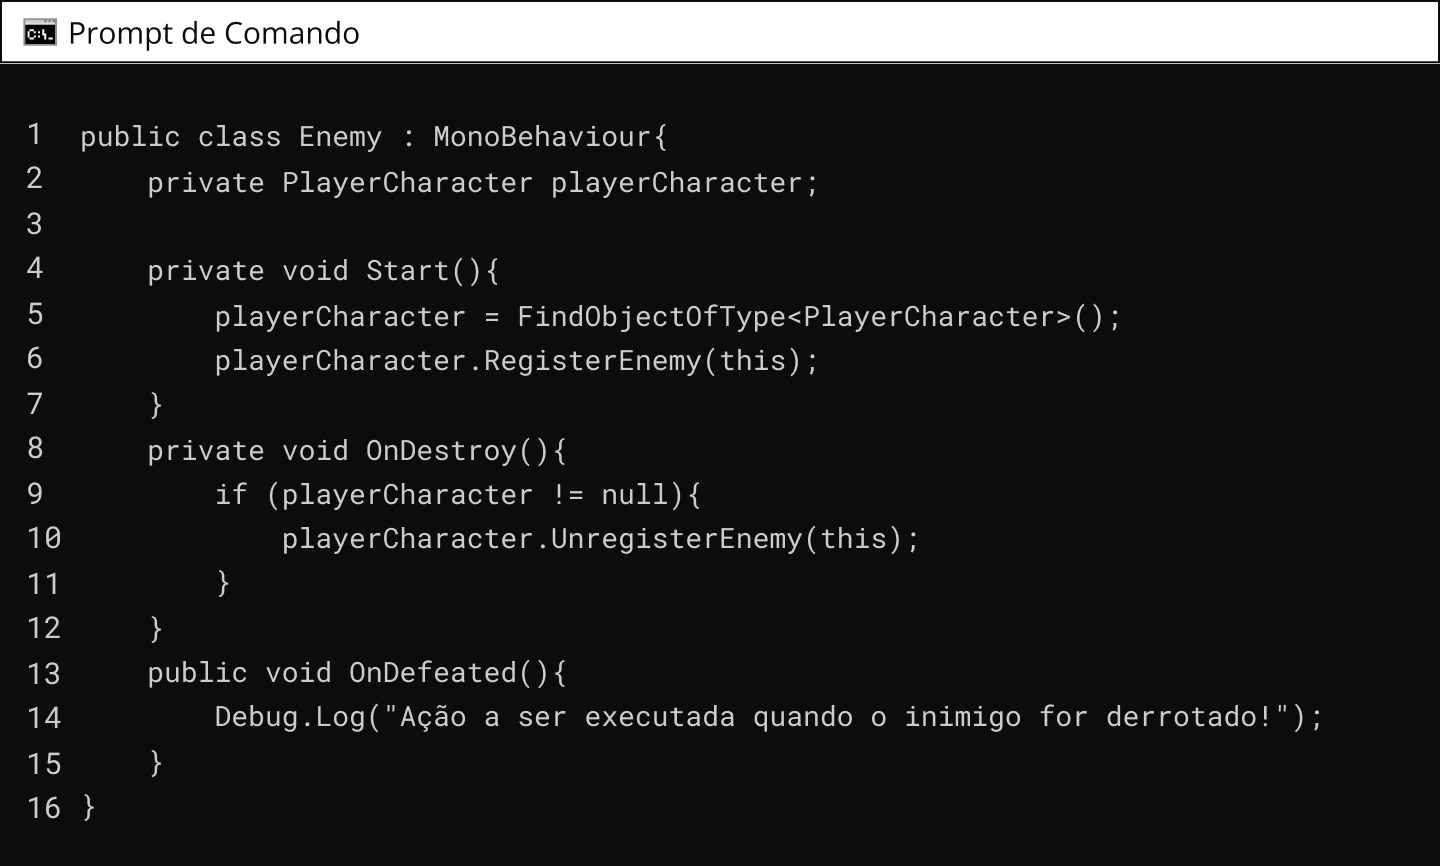 C:\.
Prompt de Comando
1 public class Enemy : MonoBehaviour{
2     private PlayerCharacter playerCharacter;
3
4     private void Start(){
5         playerCharacter = FindObjectOfType<PlayerCharacter>();
6         playerCharacter.RegisterEnemy(this);
7     }
8     private void OnDestroy(){
9         if (playerCharacter != null){
10             playerCharacter.UnregisterEnemy(this);
11         }
12     }
13     public void OnDefeated(){
14         Debug.Log("Ação a ser executada quando o inimigo for derrotado!");
15     }
16 }